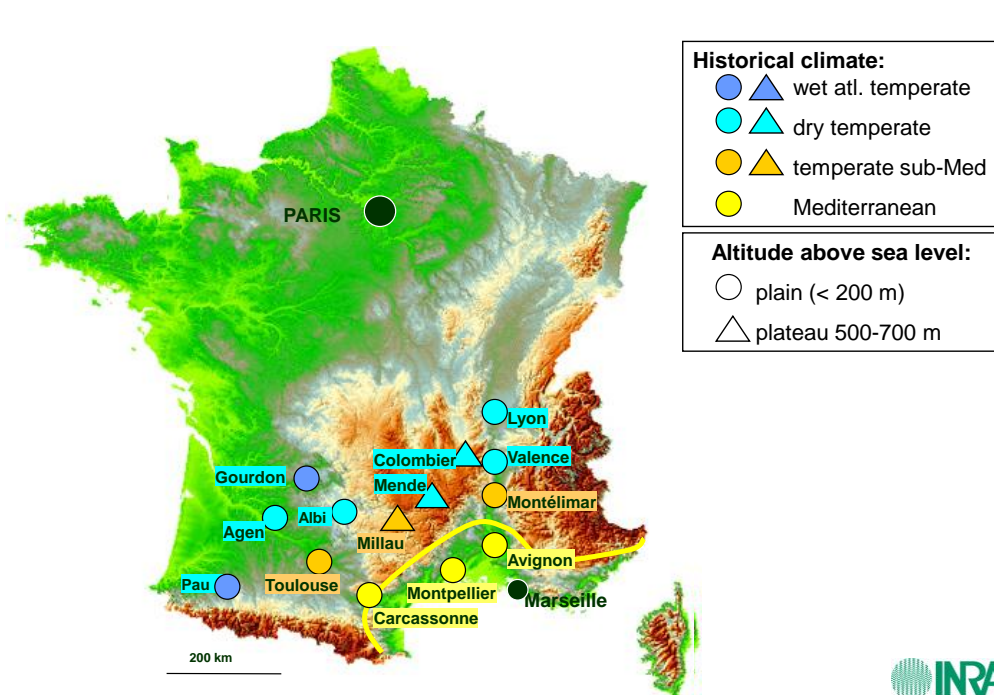 Historical climate:
wet atl. temperate
dry temperate
temperate sub-Med
Mediterranean
Altitude above sea level:
plain (< 200 m)
plateau 500-700 m
PARIS
Lyon
Colombier
Valence
Gourdon
Mende
Montélimar
Agen
Albi
Millau
Avignon
Pau
Toulouse
Montpellier
Marseille
Carcassonne
200 km
INRA